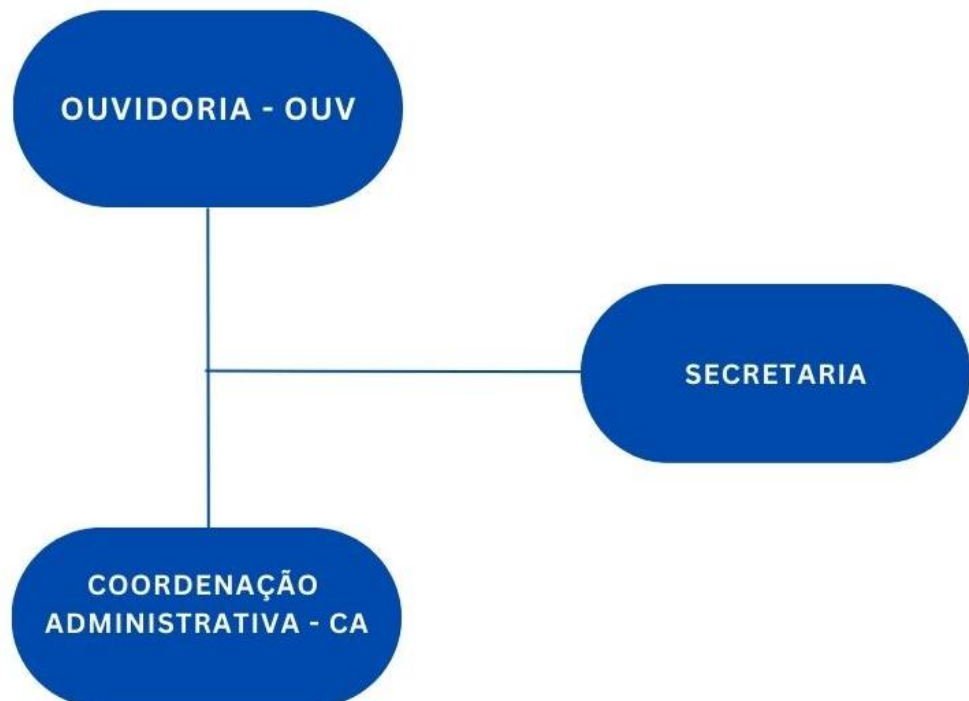 OUVIDORIA - OUV
SECRETARIA
COORDENAÇÃO
ADMINISTRATIVA - CA